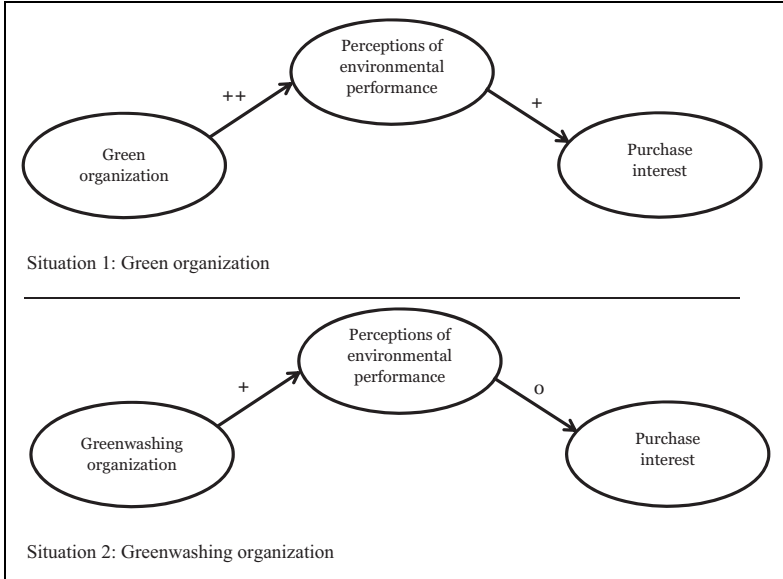 Perceptions of
environmental
performance
++
+
Green
organization
Purchase
interest
Situation 1: Green organization
Perceptions of
environmental
performance
+
o
Greenwashing
organization
Purchase
interest
Situation 2: Greenwashing organization